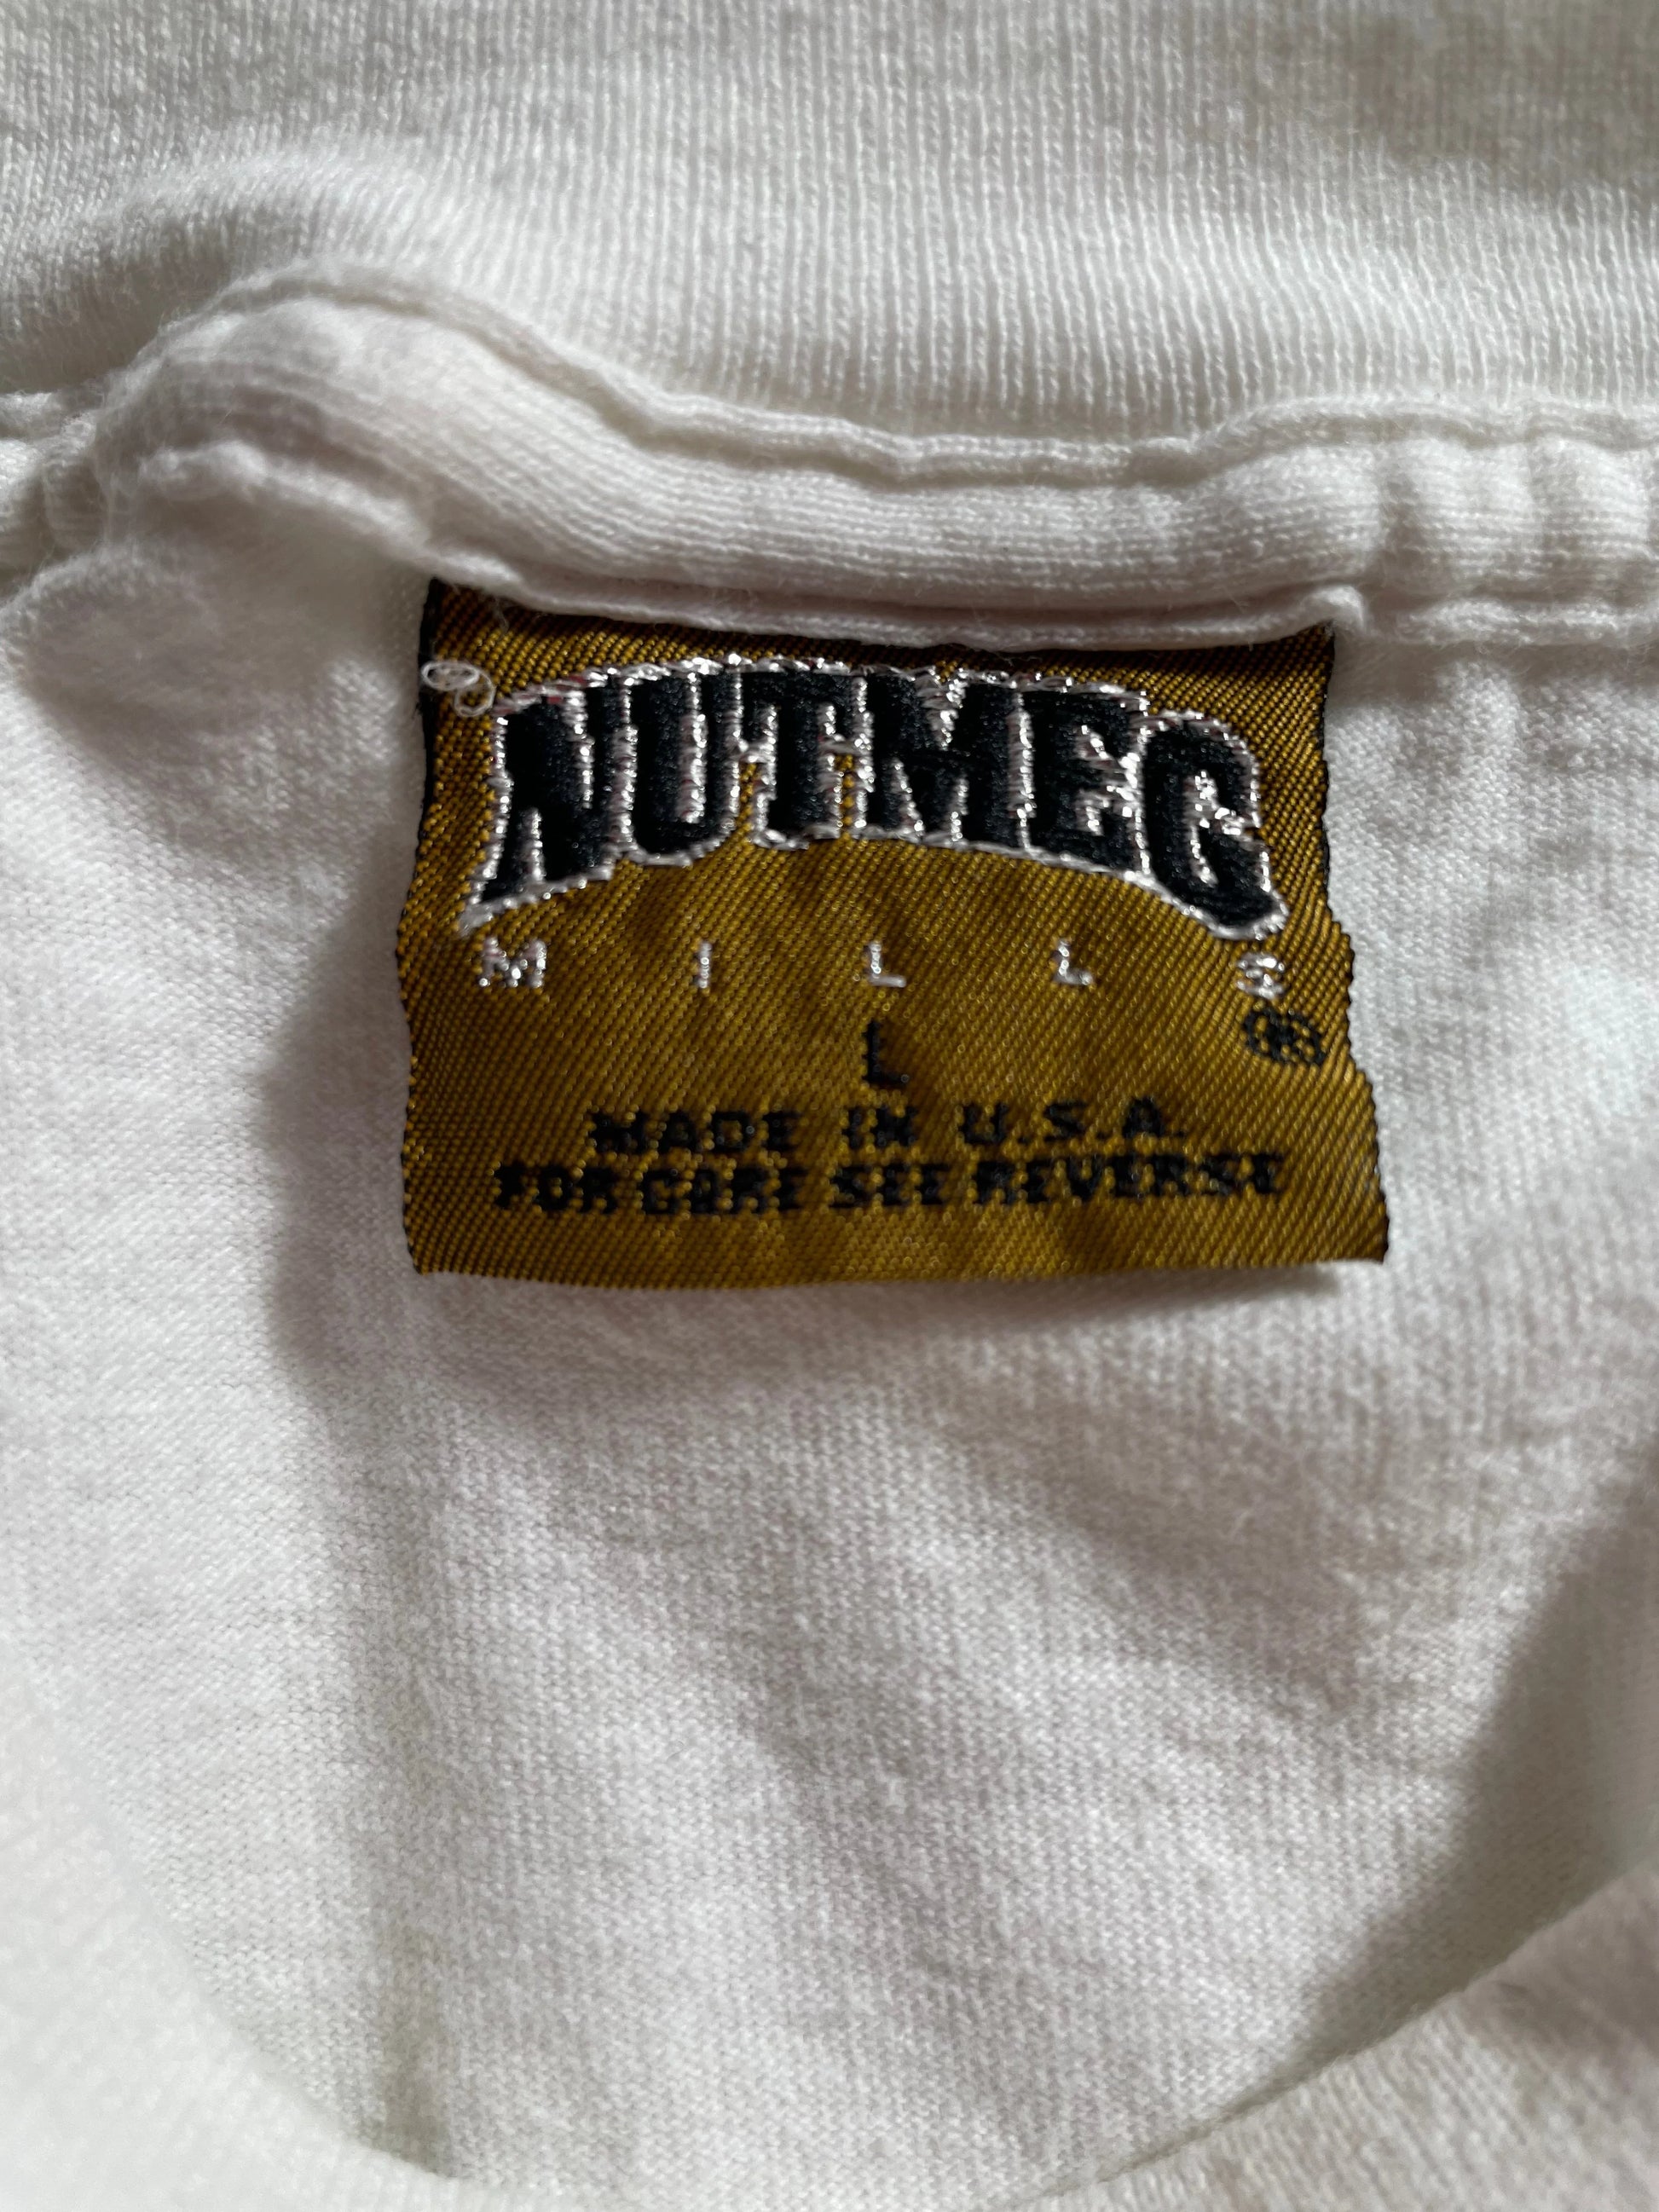 NUTMEG
MILLS
®
L
MADE IN U.S.A.
FOR CARE SEE REVERSE